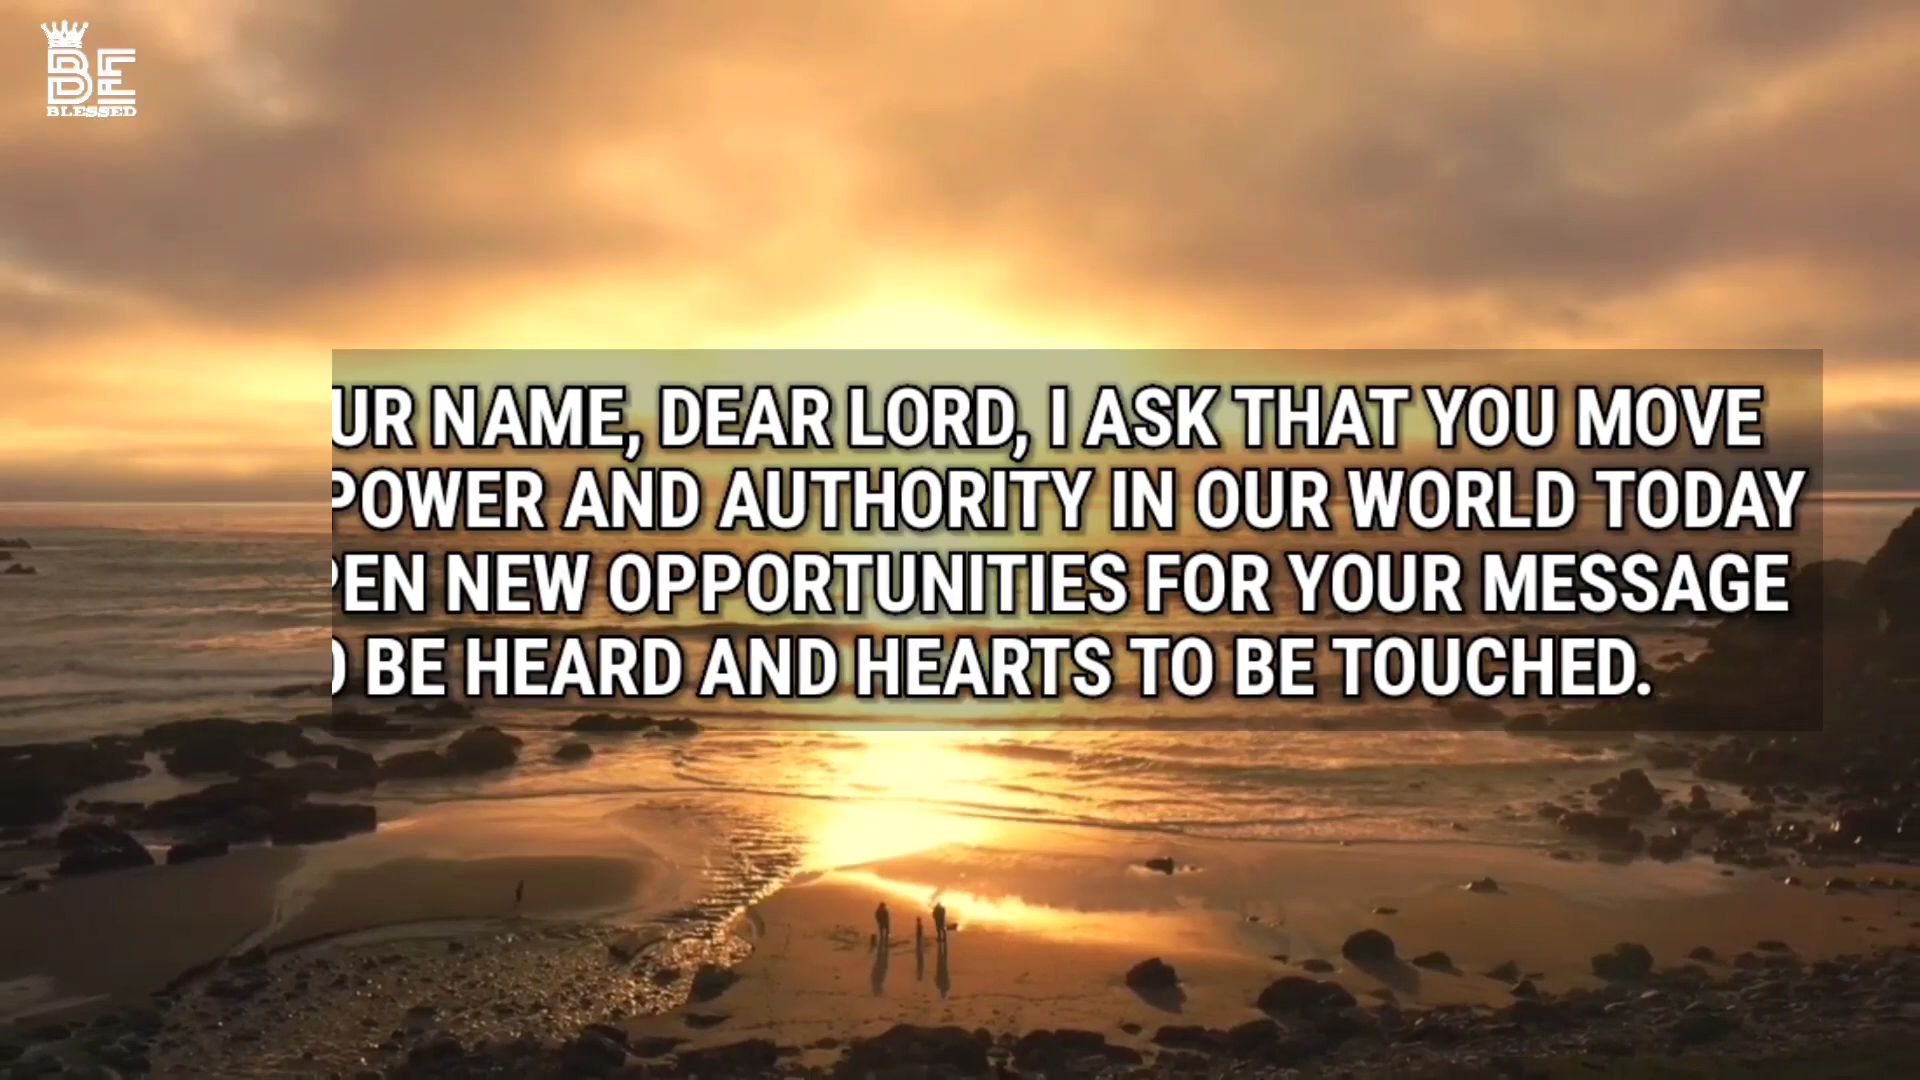 BE
BLESSED
UR NAME, DEAR LORD, I ASK THAT YOU MOVE
POWER AND AUTHORITY IN OUR WORLD TODAY
PEN NEW OPPORTUNITIES FOR YOUR MESSAGE
O BE HEARD AND HEARTS TO BE TOUCHED.